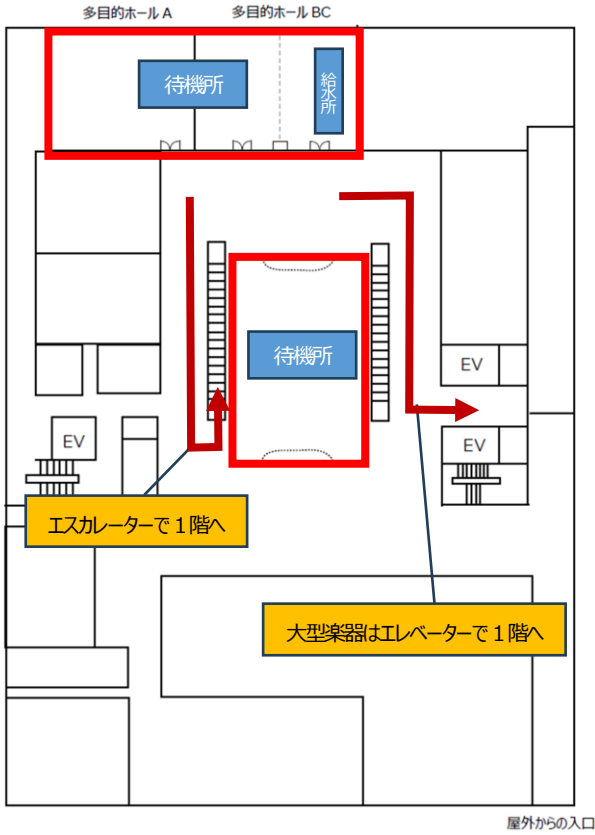 多目的ホール A
多目的ホール BC
待機所
給水所
待機所
EV
EV
EV
エスカレーターで１階へ
大型楽器はエレベーターで１階へ
屋外からの入口